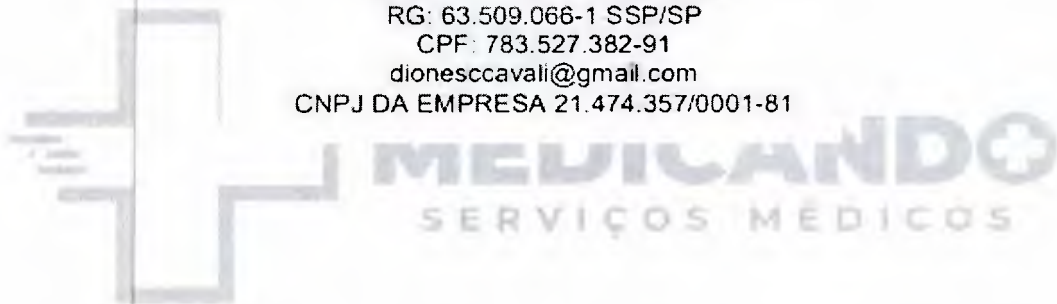 RG: 63.509.066-1 SSP/SP
CPF: 783.527.382-91
dionesccavali@gmail.com
CNPJ DA EMPRESA 21.474.357/0001-81
MEDICANDO
SERVIÇOS MÉDICOS